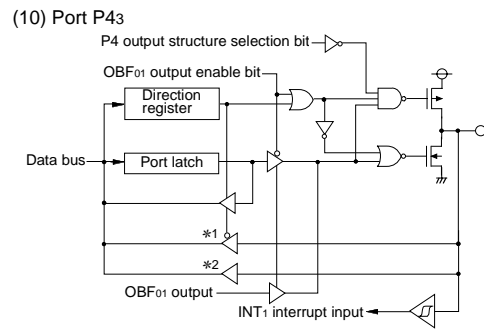 (10) Port P43
P4 output structure selection bit
OBF01 output enable bit
Direction
register
Data bus
Port latch
*1
*2
OBF01 output
INT1 interrupt input